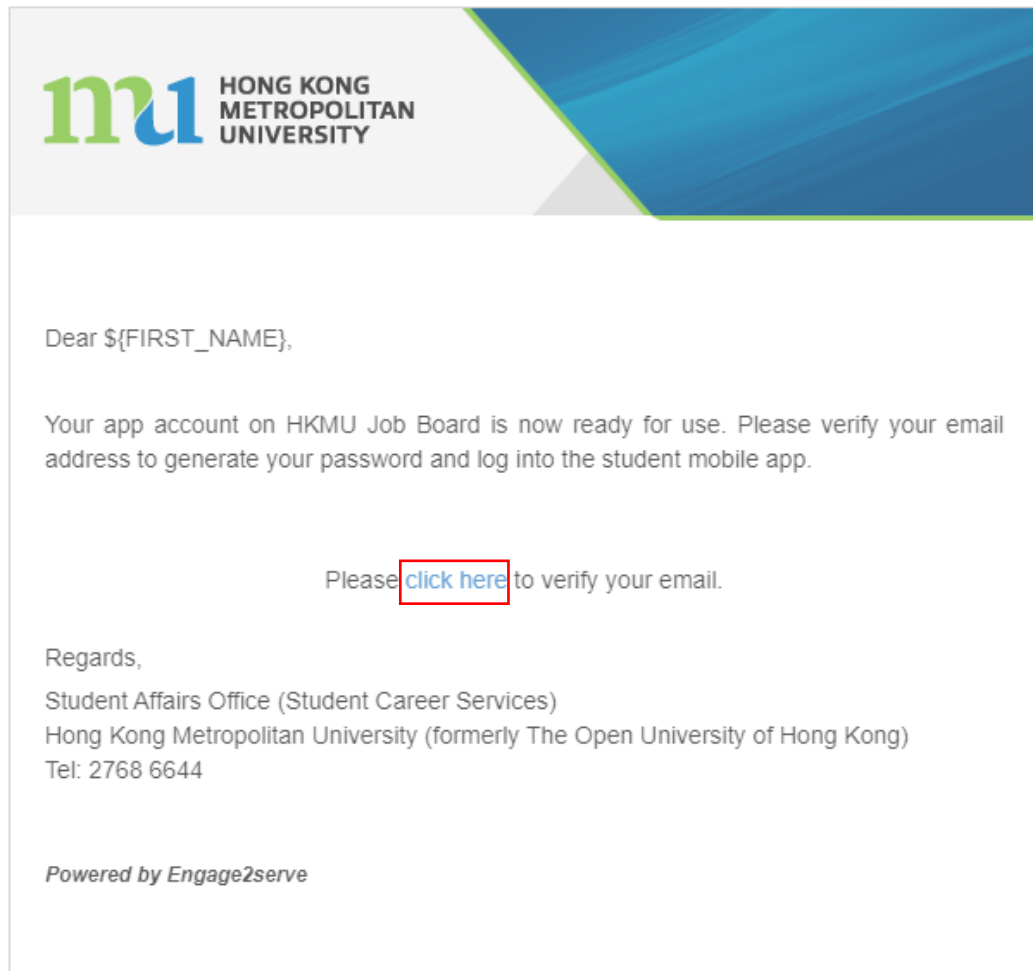 mu HONG KONG
METROPOLITAN
UNIVERSITY
Dear ${FIRST_NAME},
Your app account on HKMU Job Board is now ready for use. Please verify your email
address to generate your password and log into the student mobile app.
Please click here to verify your email.
Regards,
Student Affairs Office (Student Career Services)
Hong Kong Metropolitan University (formerly The Open University of Hong Kong)
Tel: 2768 6644
Powered by Engage2serve